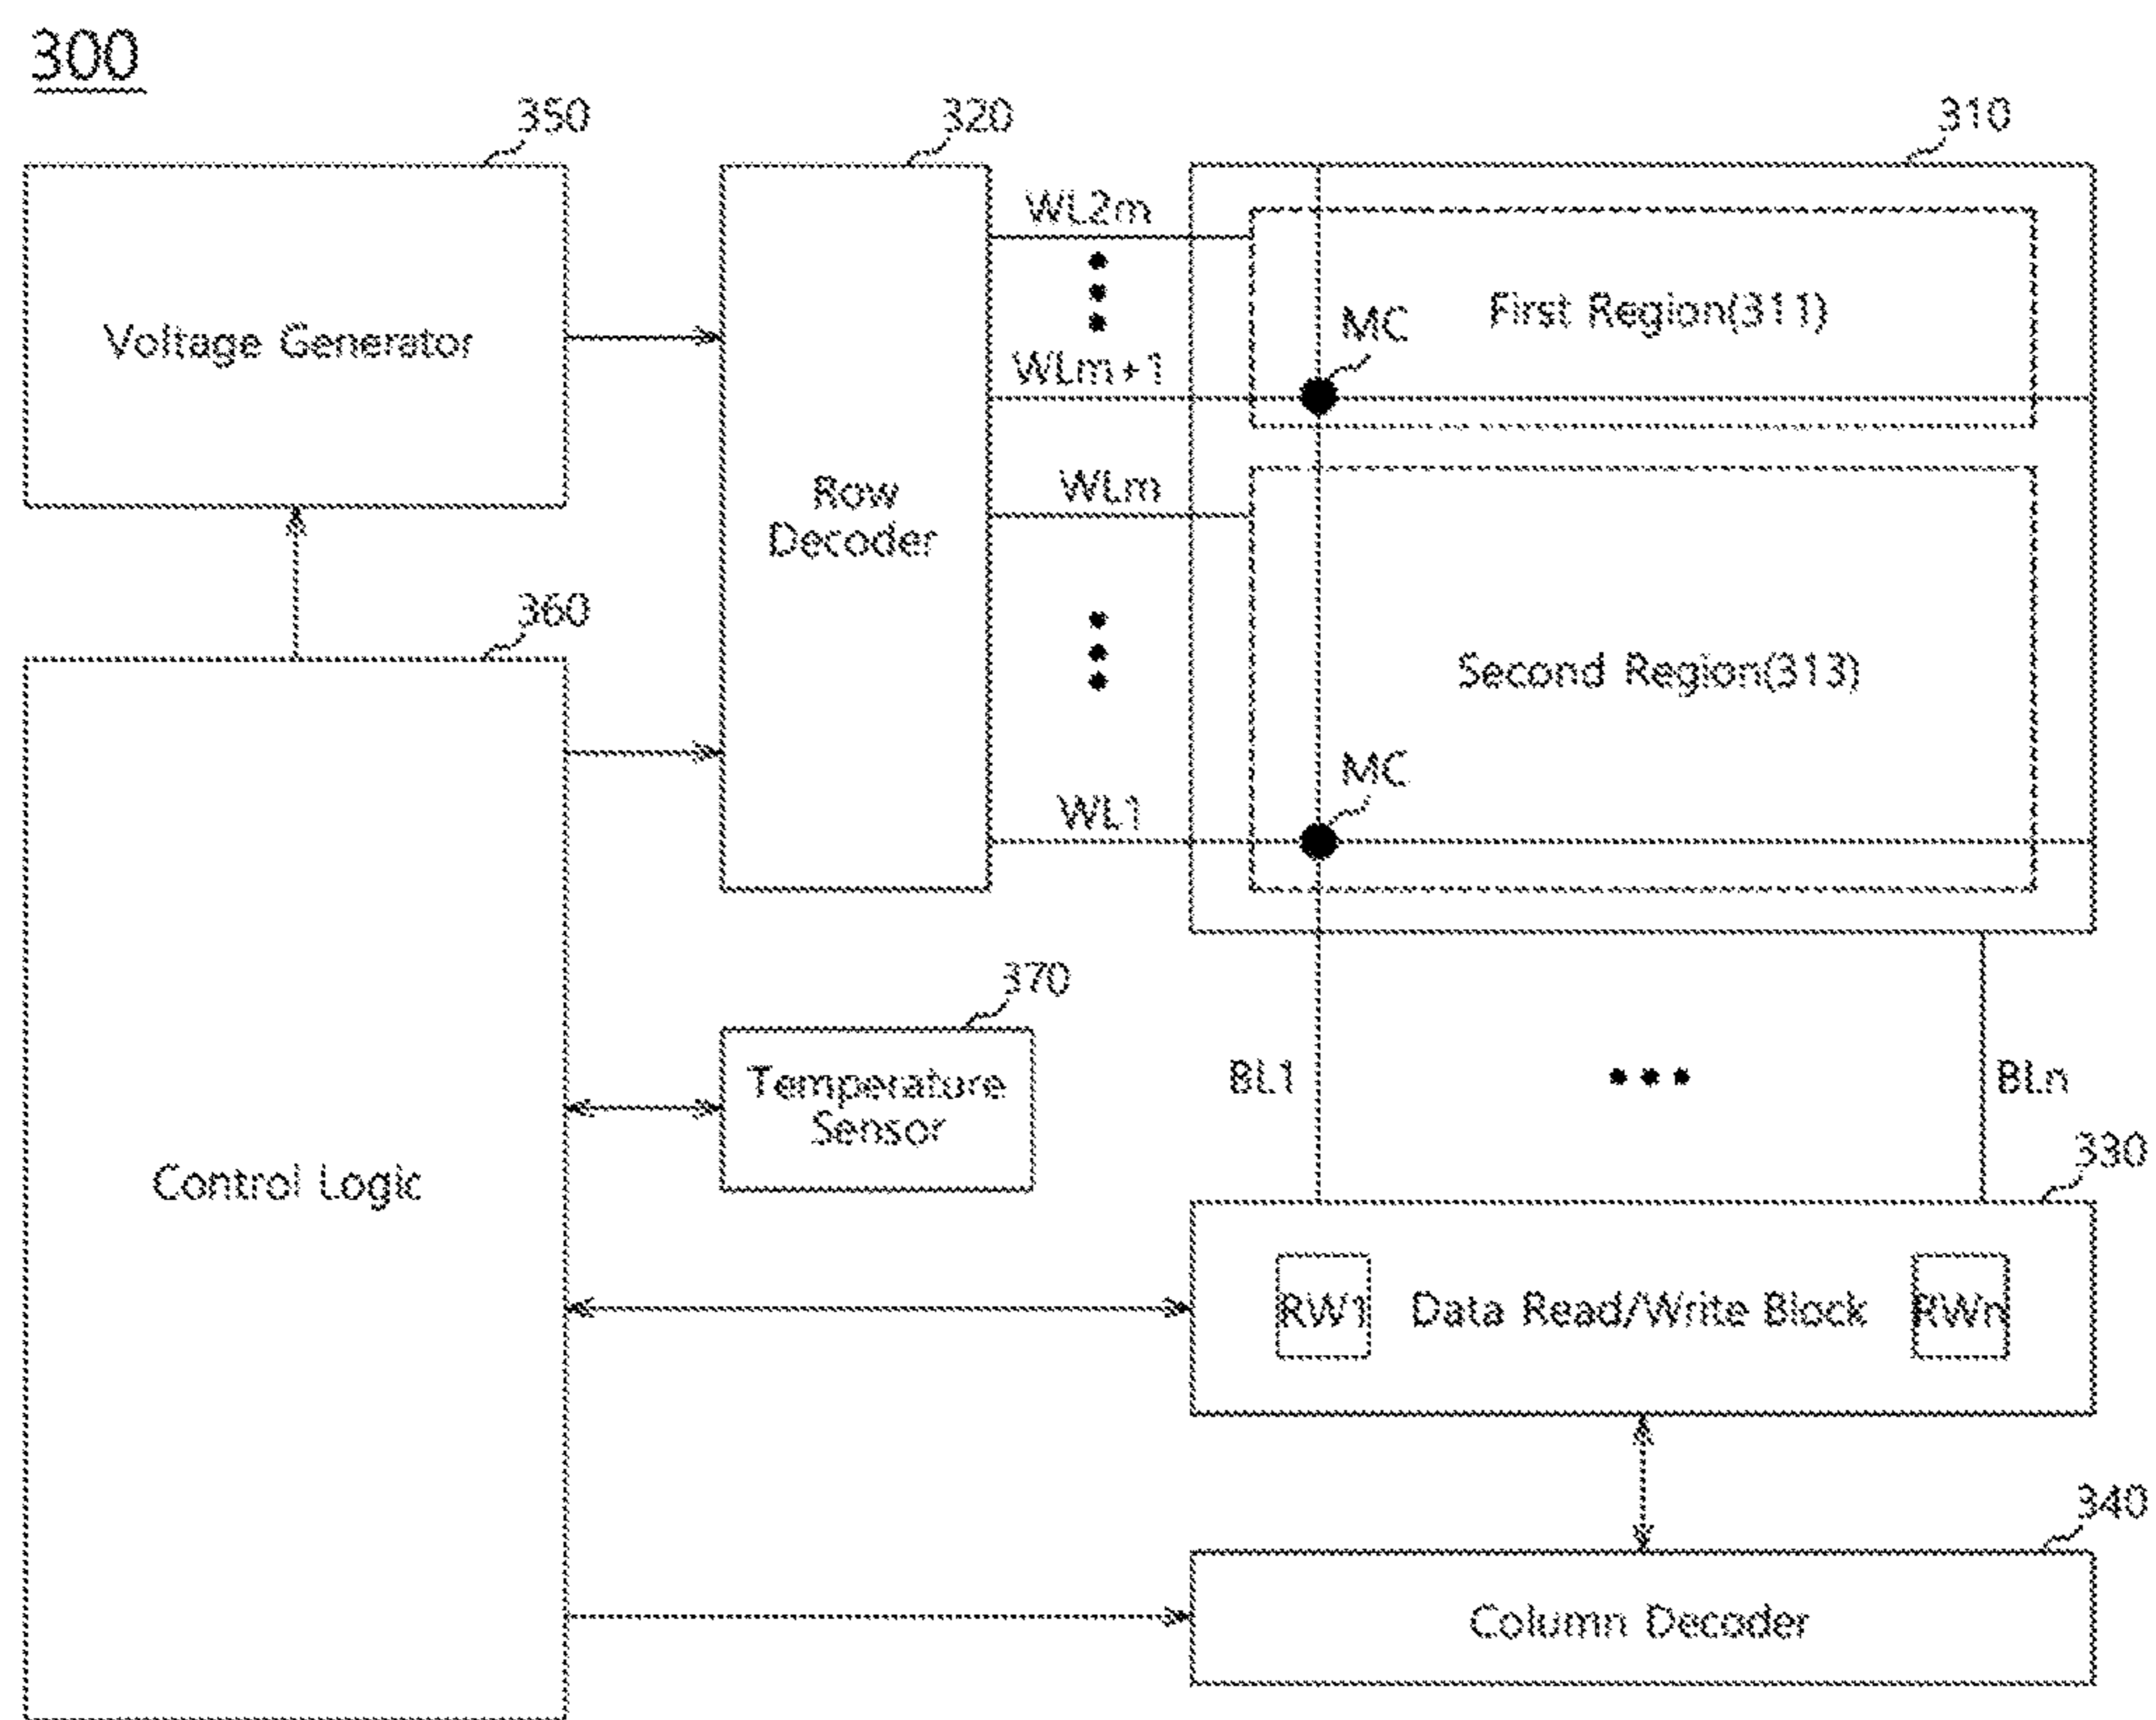 300
350
320
310
WL2m
Voltage Generator
First Region(311)
MC
WLm+1
WLm
Row
Decoder
360
Second Region(313)
MC
WL1
370
Temperature
Sensor
BL1
BLn
Control Logic
330
RW1
Data Read/Write Block
RWn
340
Column Decoder